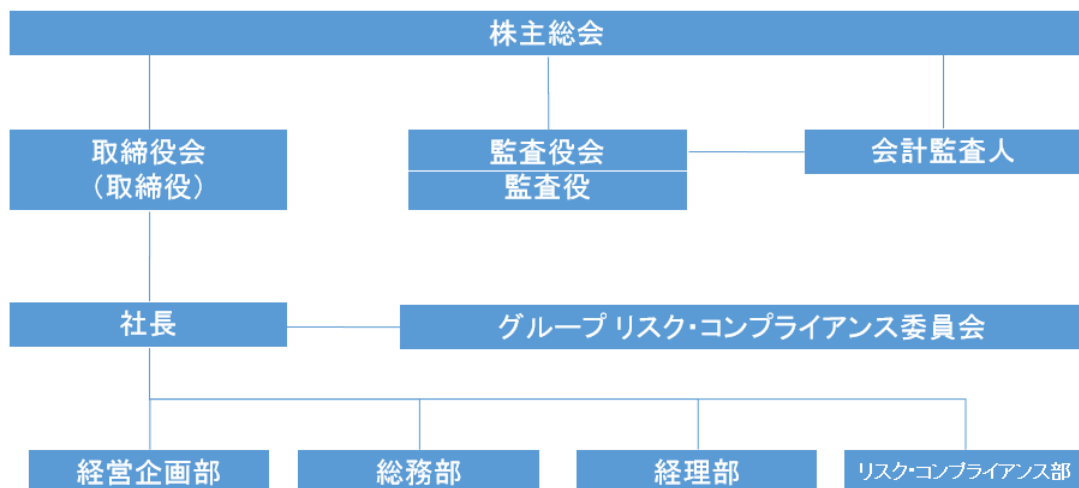 株主総会
取締役会
（取締役）
監査役会
監査役
会計監査人
社長
グループ リスク・コンプライアンス委員会
経営企画部
総務部
経理部
リスク・コンプライアンス部